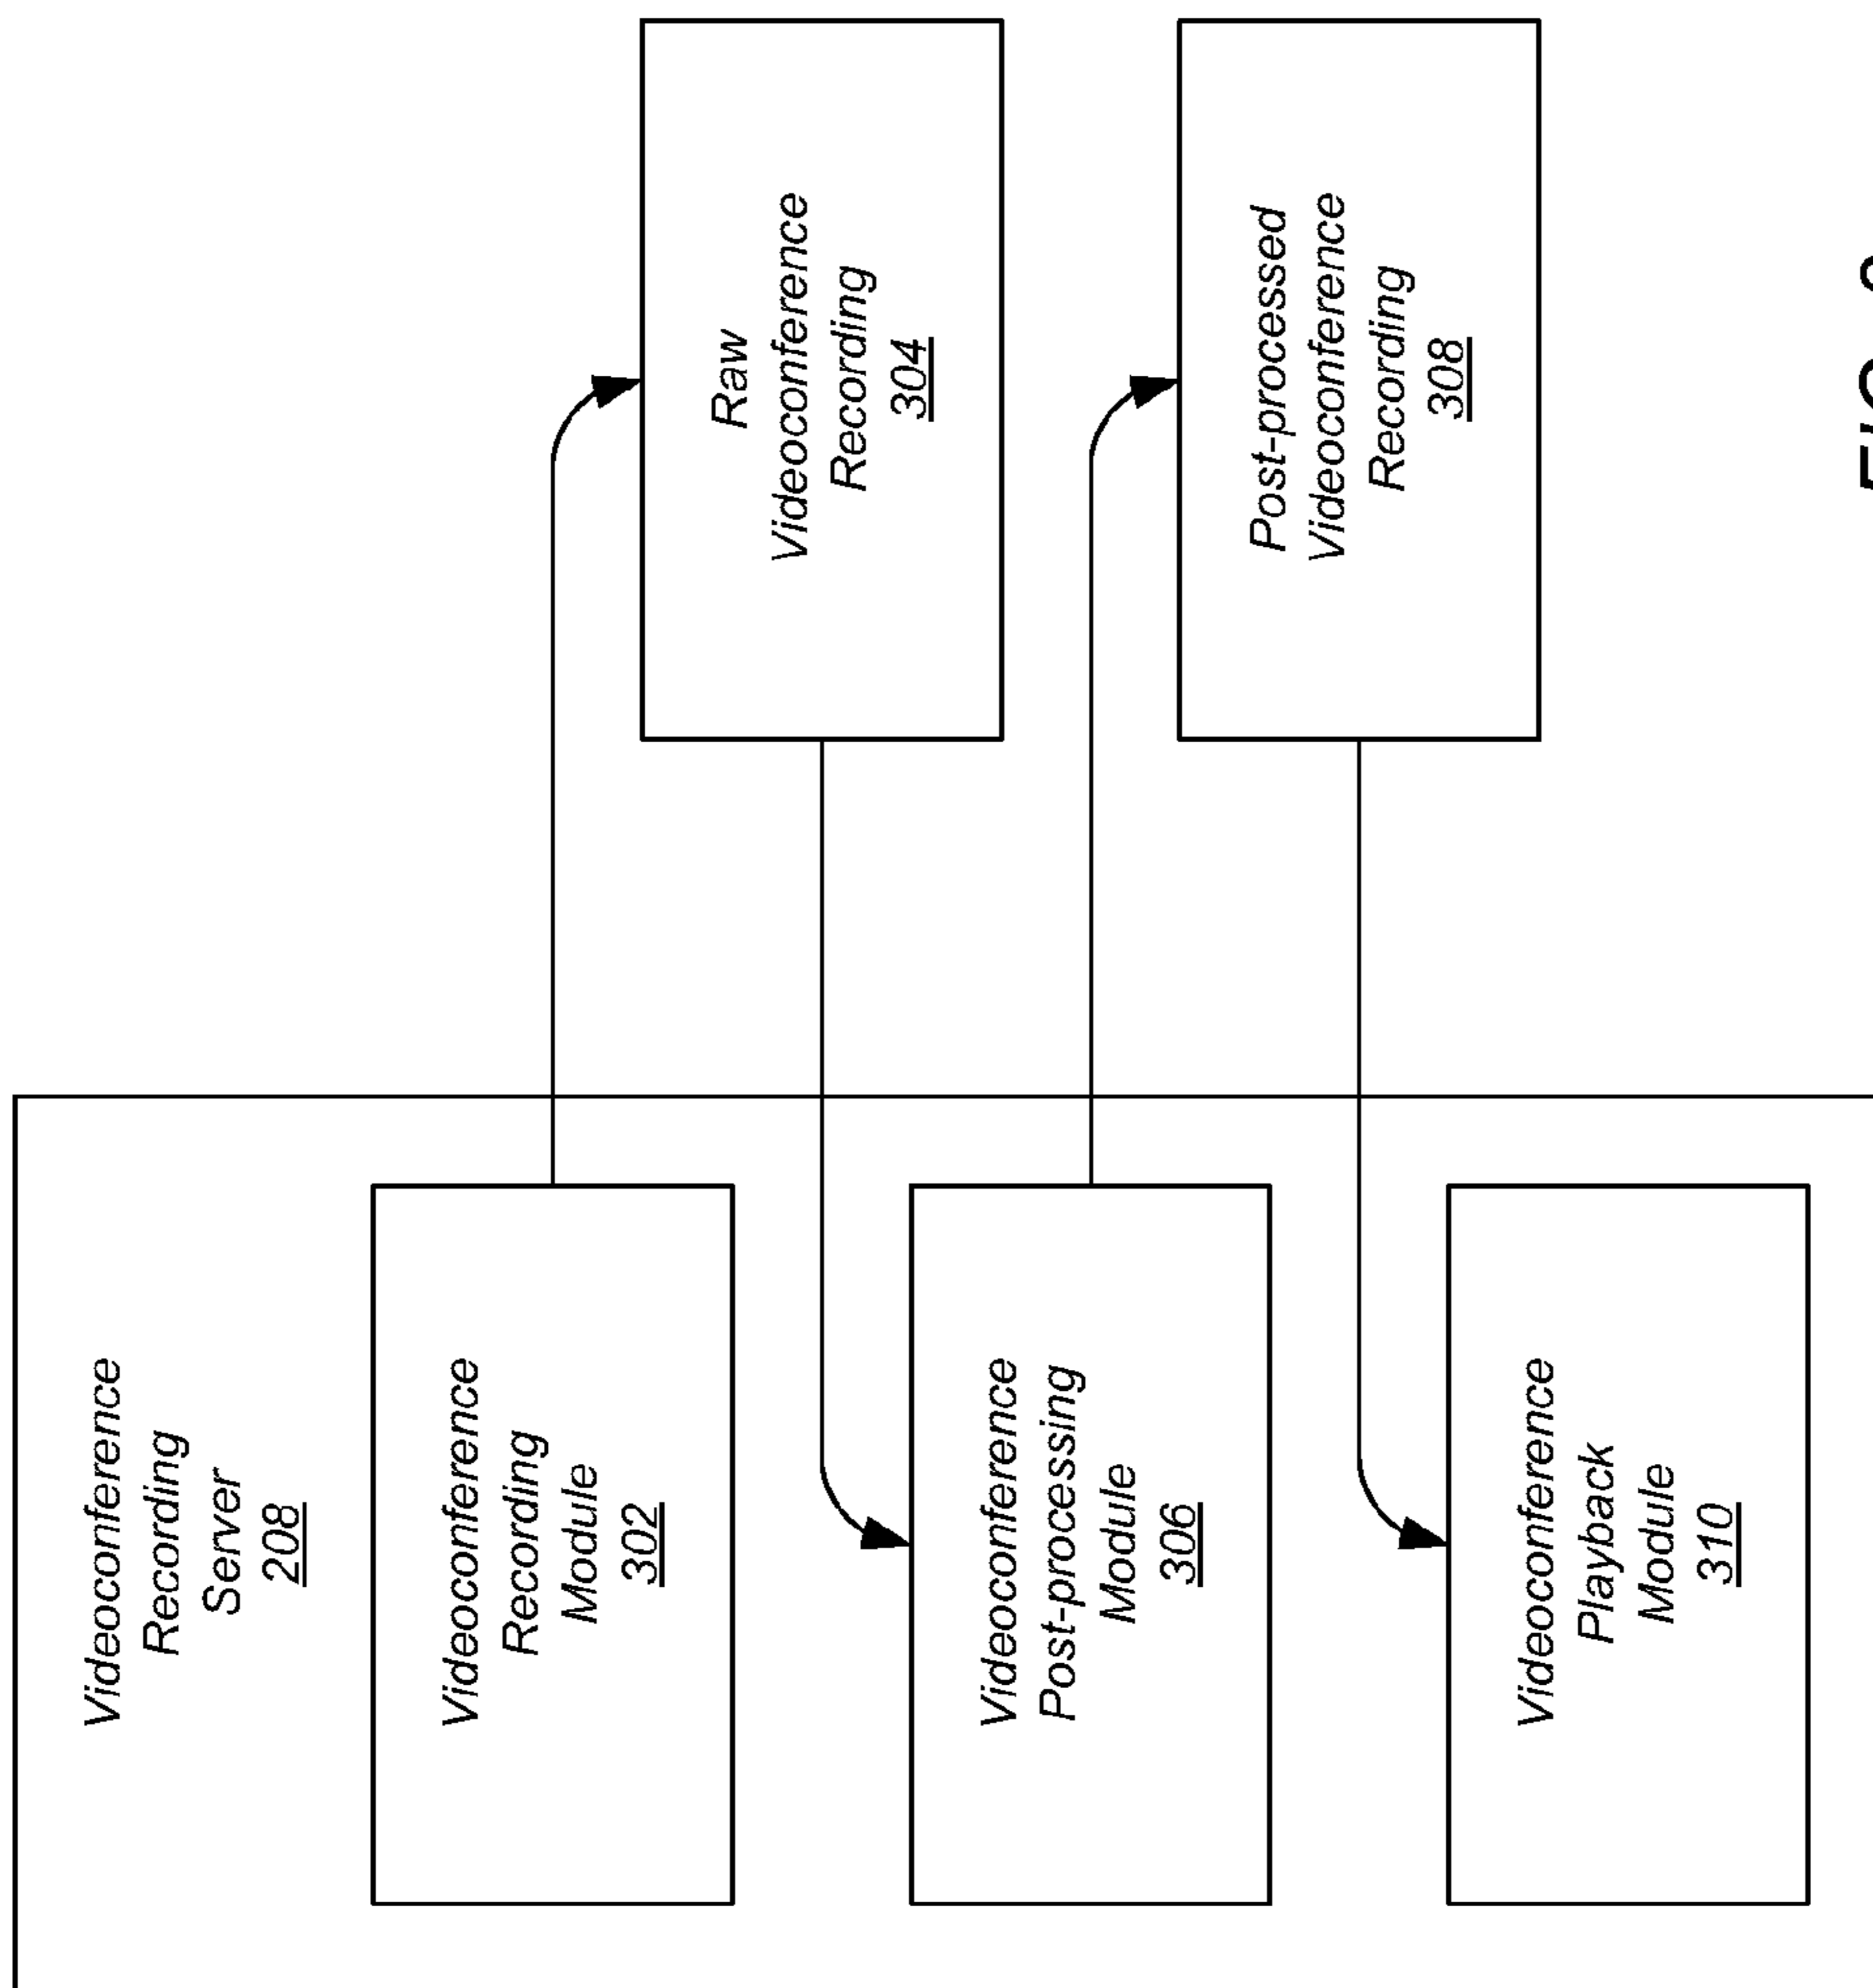 Videoconference
Recording
Server
208
Videoconference
Recording
Module
302
Raw
Videoconference
Recording
304
Videoconference
Post-processing
Module
306
Post-processed
Videoconference
Recording
308
Videoconference
Playback
Module
310